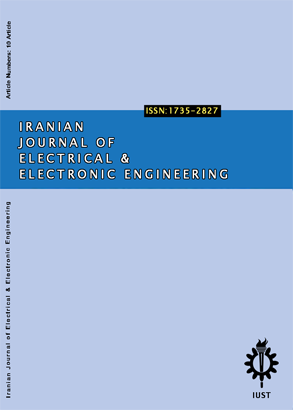 Article Numbers: 10 Article
ISSN:1735-2827
IRANIAN
JOURNAL OF
ELECTRICAL &
ELECTRONIC ENGINEERING
Iranian Journal of Electrical & Electronic Engineering
IUST